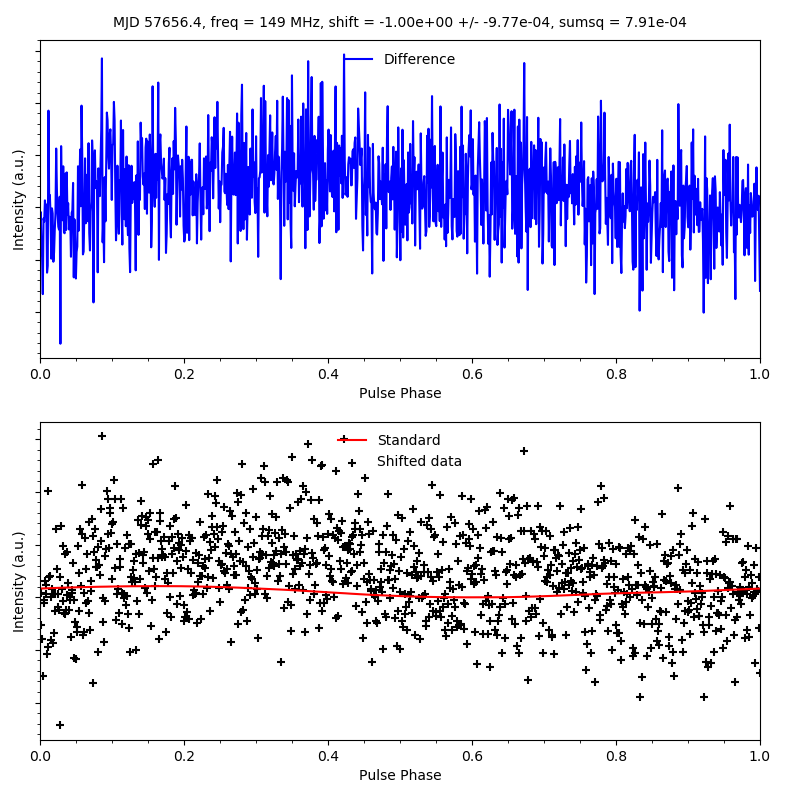 MJD 57656.4, freq = 149 MHz, shift = -1.00e+00 +/- -9.77e-04, sumsq = 7.91e-04
Difference
Intensity (a.u.)
0.0 0.2 0.4 0.6 0.8 1.0
Pulse Phase
Standard
Shifted data
Intensity (a.u.)
0.0 0.2 0.4 0.6 0.8 1.0
Pulse Phase